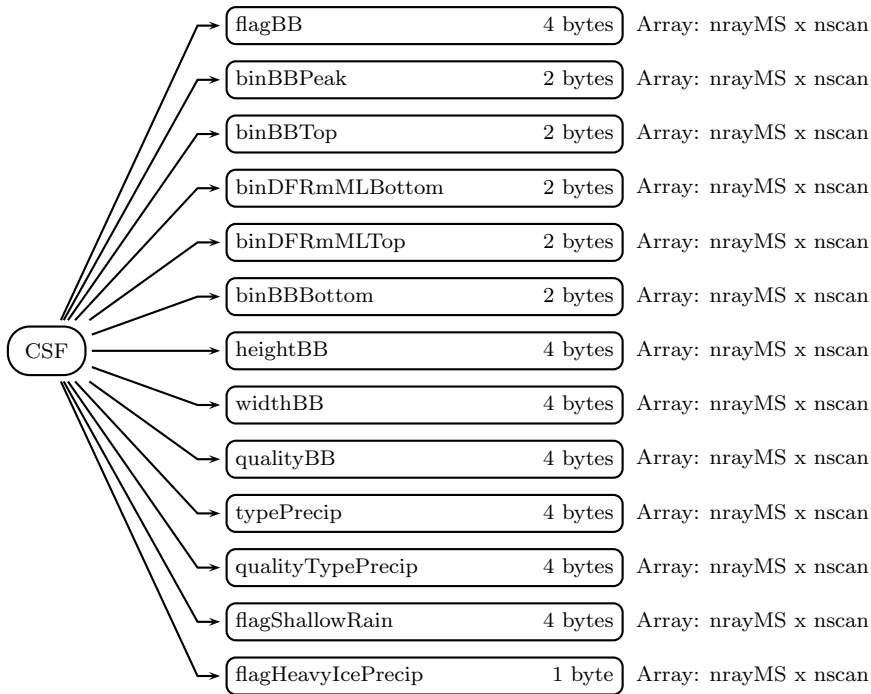 flagBB 4 bytes Array: nrayMS x nscan
binBBPeak 2 bytes Array: nrayMS x nscan
binBBTop 2 bytes Array: nrayMS x nscan
binDFRmMLBottom 2 bytes Array: nrayMS x nscan
binDFRmMLTop 2 bytes Array: nrayMS x nscan
binBBBottom 2 bytes Array: nrayMS x nscan
CSF heightBB 4 bytes Array: nrayMS x nscan
widthBB 4 bytes Array: nrayMS x nscan
qualityBB 4 bytes Array: nrayMS x nscan
typePrecip 4 bytes Array: nrayMS x nscan
qualityTypePrecip 4 bytes Array: nrayMS x nscan
flagShallowRain 4 bytes Array: nrayMS x nscan
flagHeavyIcePrecip 1 byte Array: nrayMS x nscan